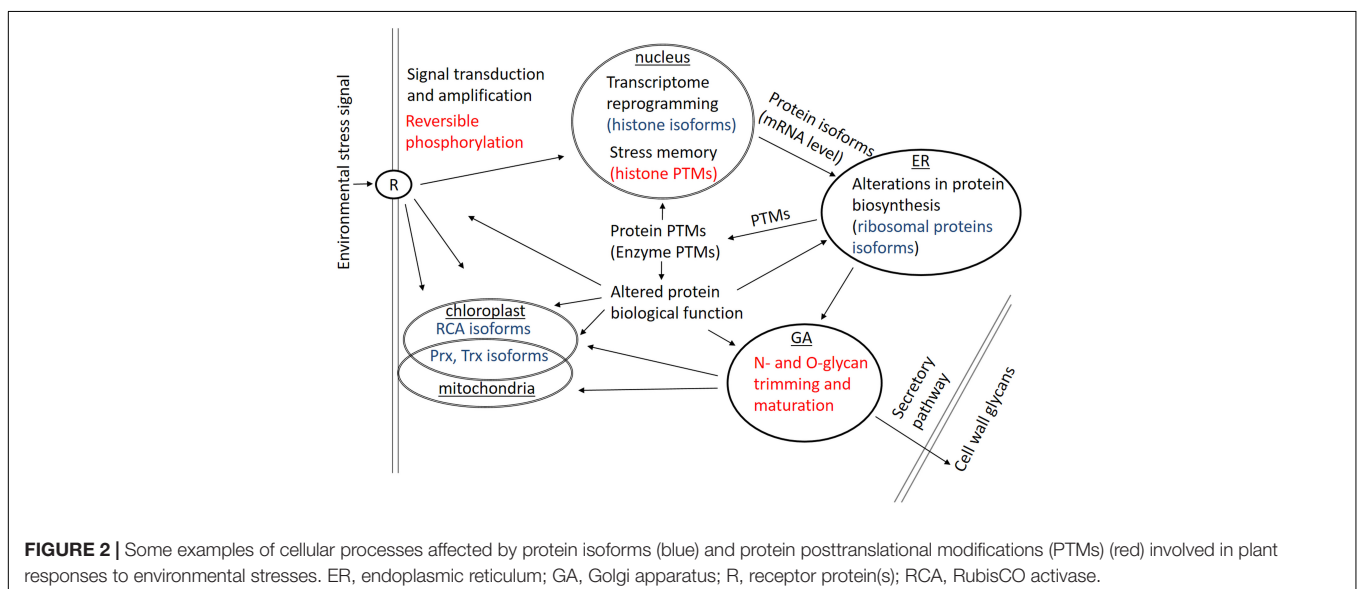 Environmental stress signal
R
Signal transduction
and amplification
Reversible
phosphorylation
nucleus
Transcriptome
reprogramming
(histone isoforms)
Stress memory
(histone PTMs)
Protein isoforms
(mRNA level)
ER
Alterations in protein
biosynthesis
(ribosomal proteins
isoforms)
PTMs
Protein PTMs
(Enzyme PTMs)
Altered protein
biological function
chloroplast
RCA isoforms
Prx, Trx isoforms
mitochondria
GA
N- and O-glycan
trimming and
maturation
Secretory
pathway
Cell wall glycans
FIGURE 2 | Some examples of cellular processes affected by protein isoforms (blue) and protein posttranslational modifications (PTMs) (red) involved in plant
responses to environmental stresses. ER, endoplasmic reticulum; GA, Golgi apparatus; R, receptor protein(s); RCA, RubisCO activase.